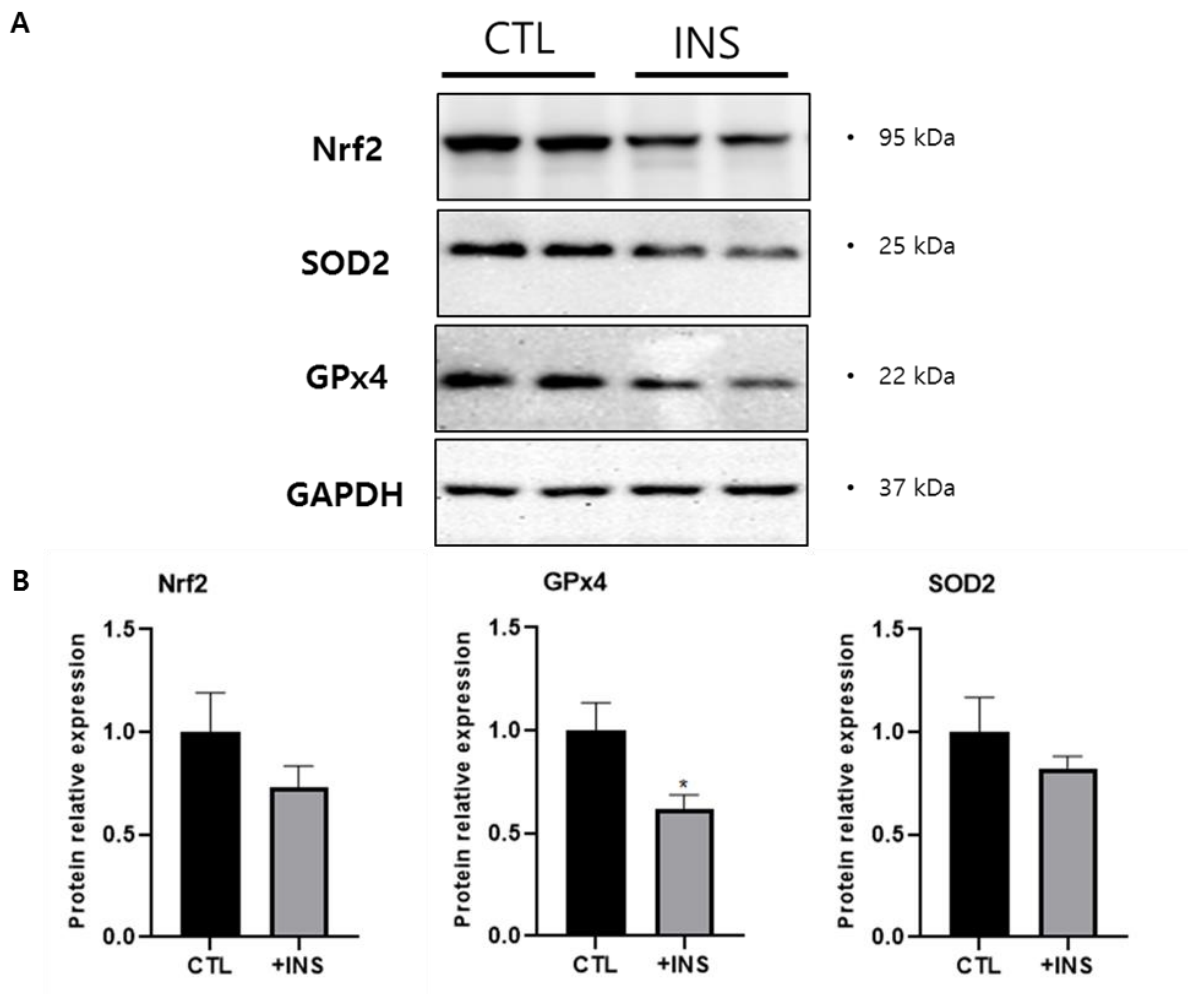 A
CTL INS
Nrf2 • 95 kDa
SOD2 • 25 kDa
GPx4 • 22 kDa
GAPDH • 37 kDa
B
Nrf2
Protein relative expression
1.5
1.0
0.5
0.0
CTL +INS
GPx4
Protein relative expression
1.5
1.0
0.5
0.0
*
CTL +INS
SOD2
Protein relative expression
1.5
1.0
0.5
0.0
CTL +INS